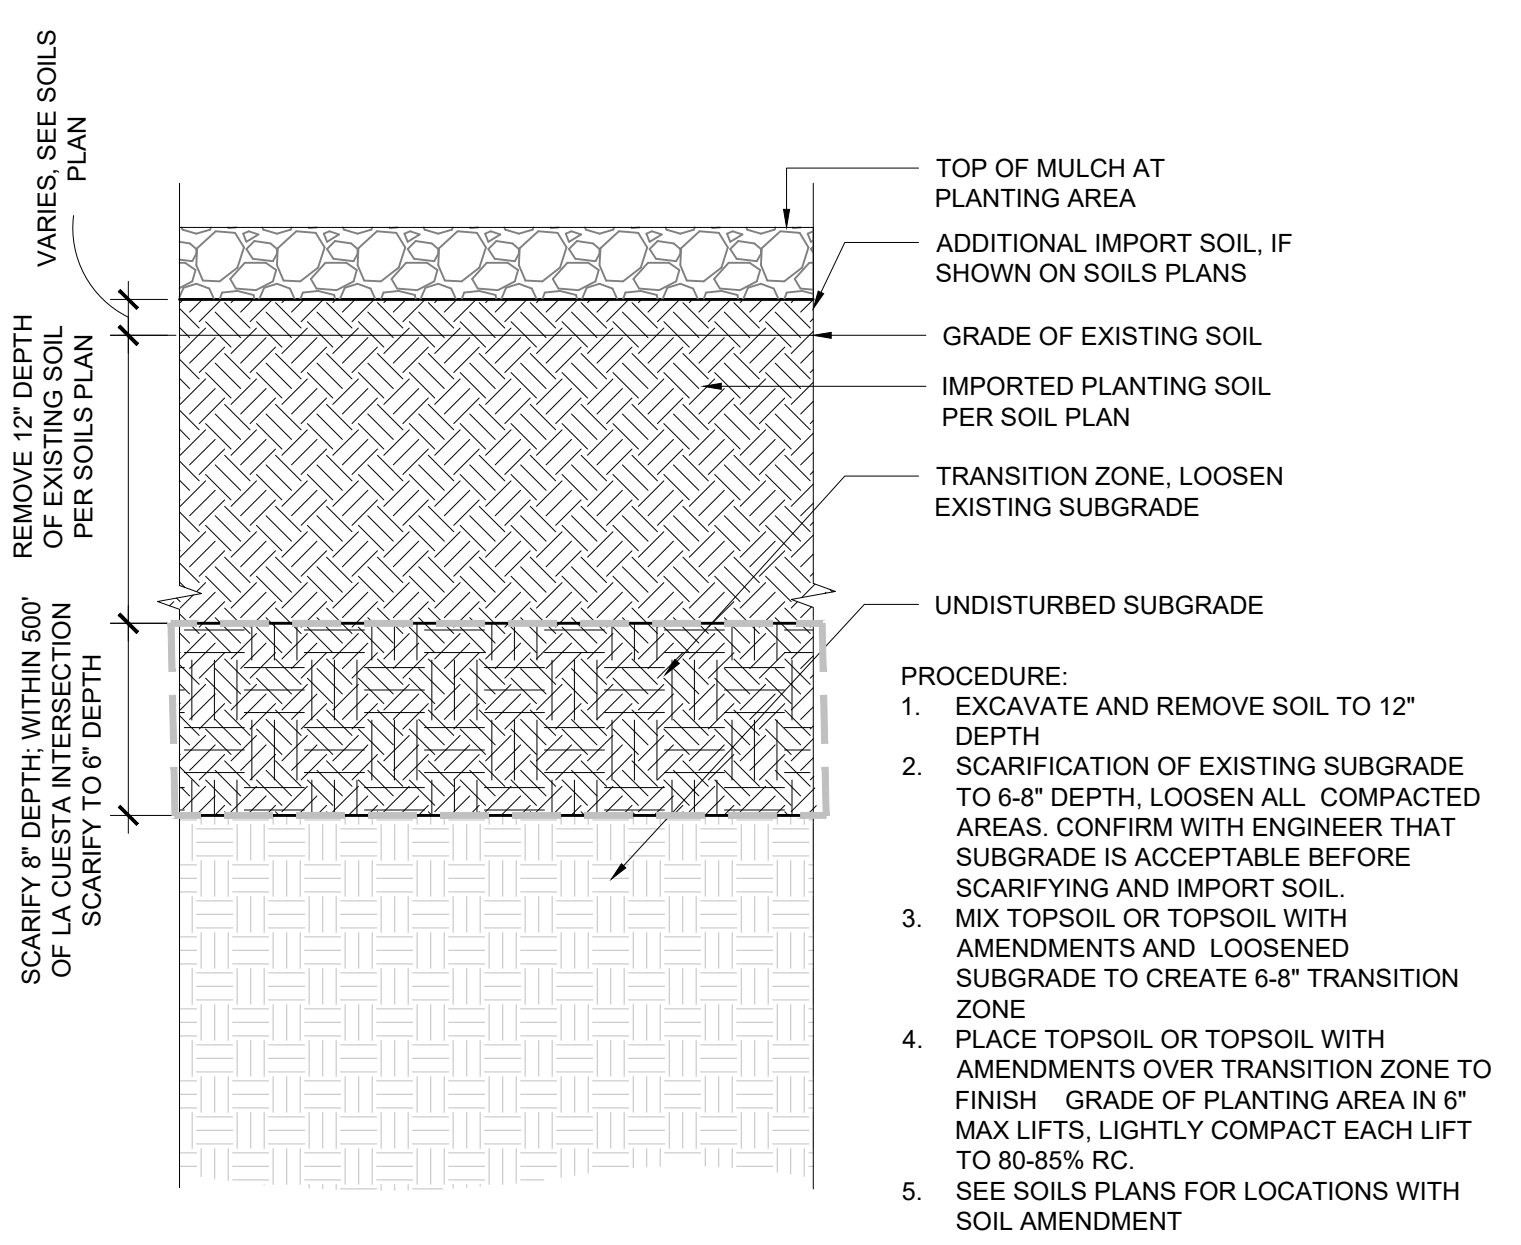 VARIES, SEE SOILS
PLAN
REMOVE 12" DEPTH
OF EXISTING SOIL
PER SOILS PLAN
SCARIFY 8" DEPTH; WITHIN 500'
OF LA CUESTA INTERSECTION
SCARIFY TO 6" DEPTH
TOP OF MULCH AT
PLANTING AREA
ADDITIONAL IMPORT SOIL, IF
SHOWN ON SOILS PLANS
GRADE OF EXISTING SOIL
IMPORTED PLANTING SOIL
PER SOIL PLAN
TRANSITION ZONE, LOOSEN
EXISTING SUBGRADE
UNDISTURBED SUBGRADE
PROCEDURE:
1. EXCAVATE AND REMOVE SOIL TO 12"
DEPTH
2. SCARIFICATION OF EXISTING SUBGRADE
TO 6-8" DEPTH, LOOSEN ALL COMPACTED
AREAS. CONFIRM WITH ENGINEER THAT
SUBGRADE IS ACCEPTABLE BEFORE
SCARIFYING AND IMPORT SOIL.
3. MIX TOPSOIL OR TOPSOIL WITH
AMENDMENTS AND LOOSENED
SUBGRADE TO CREATE 6-8" TRANSITION
ZONE
4. PLACE TOPSOIL OR TOPSOIL WITH
AMENDMENTS OVER TRANSITION ZONE TO
FINISH GRADE OF PLANTING AREA IN 6"
MAX LIFTS, LIGHTLY COMPACT EACH LIFT
TO 80-85% RC.
5. SEE SOILS PLANS FOR LOCATIONS WITH
SOIL AMENDMENT